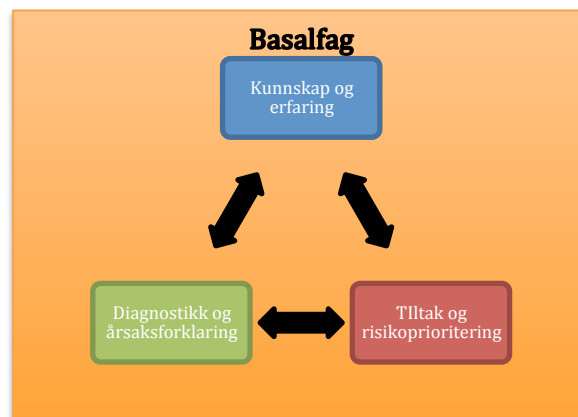 Basalfag
Kunnskap og
erfaring
Diagnostikk og
årsaksforklaring
TIltak og
risikoprioritering